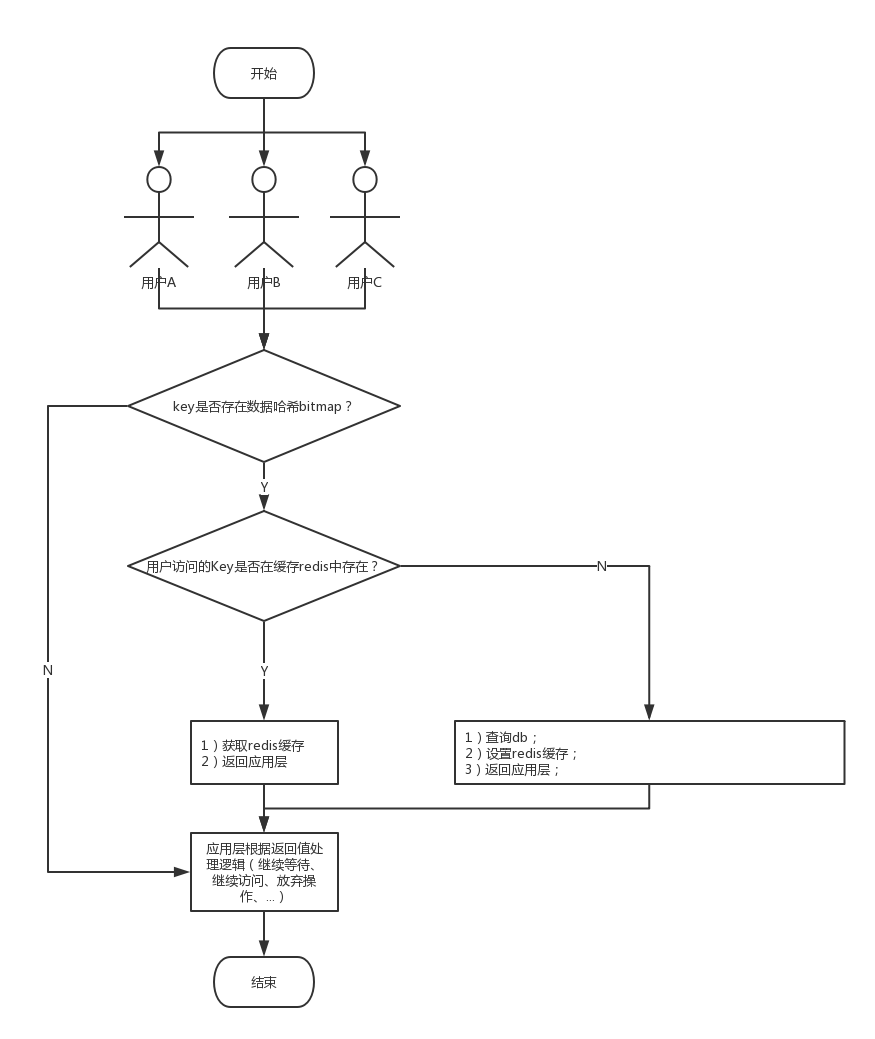 开始
用户A
用户B
用户C
key是否存在数据哈希bitmap？
Y
用户访问的Key是否在缓存redis中存在？
N
N
Y
1）获取redis缓存
2）返回应用层
1）查询db；
2）设置redis缓存；
3）返回应用层；
应用层根据返回值处
理逻辑（继续等待、
继续访问、放弃操
作、...）
结束